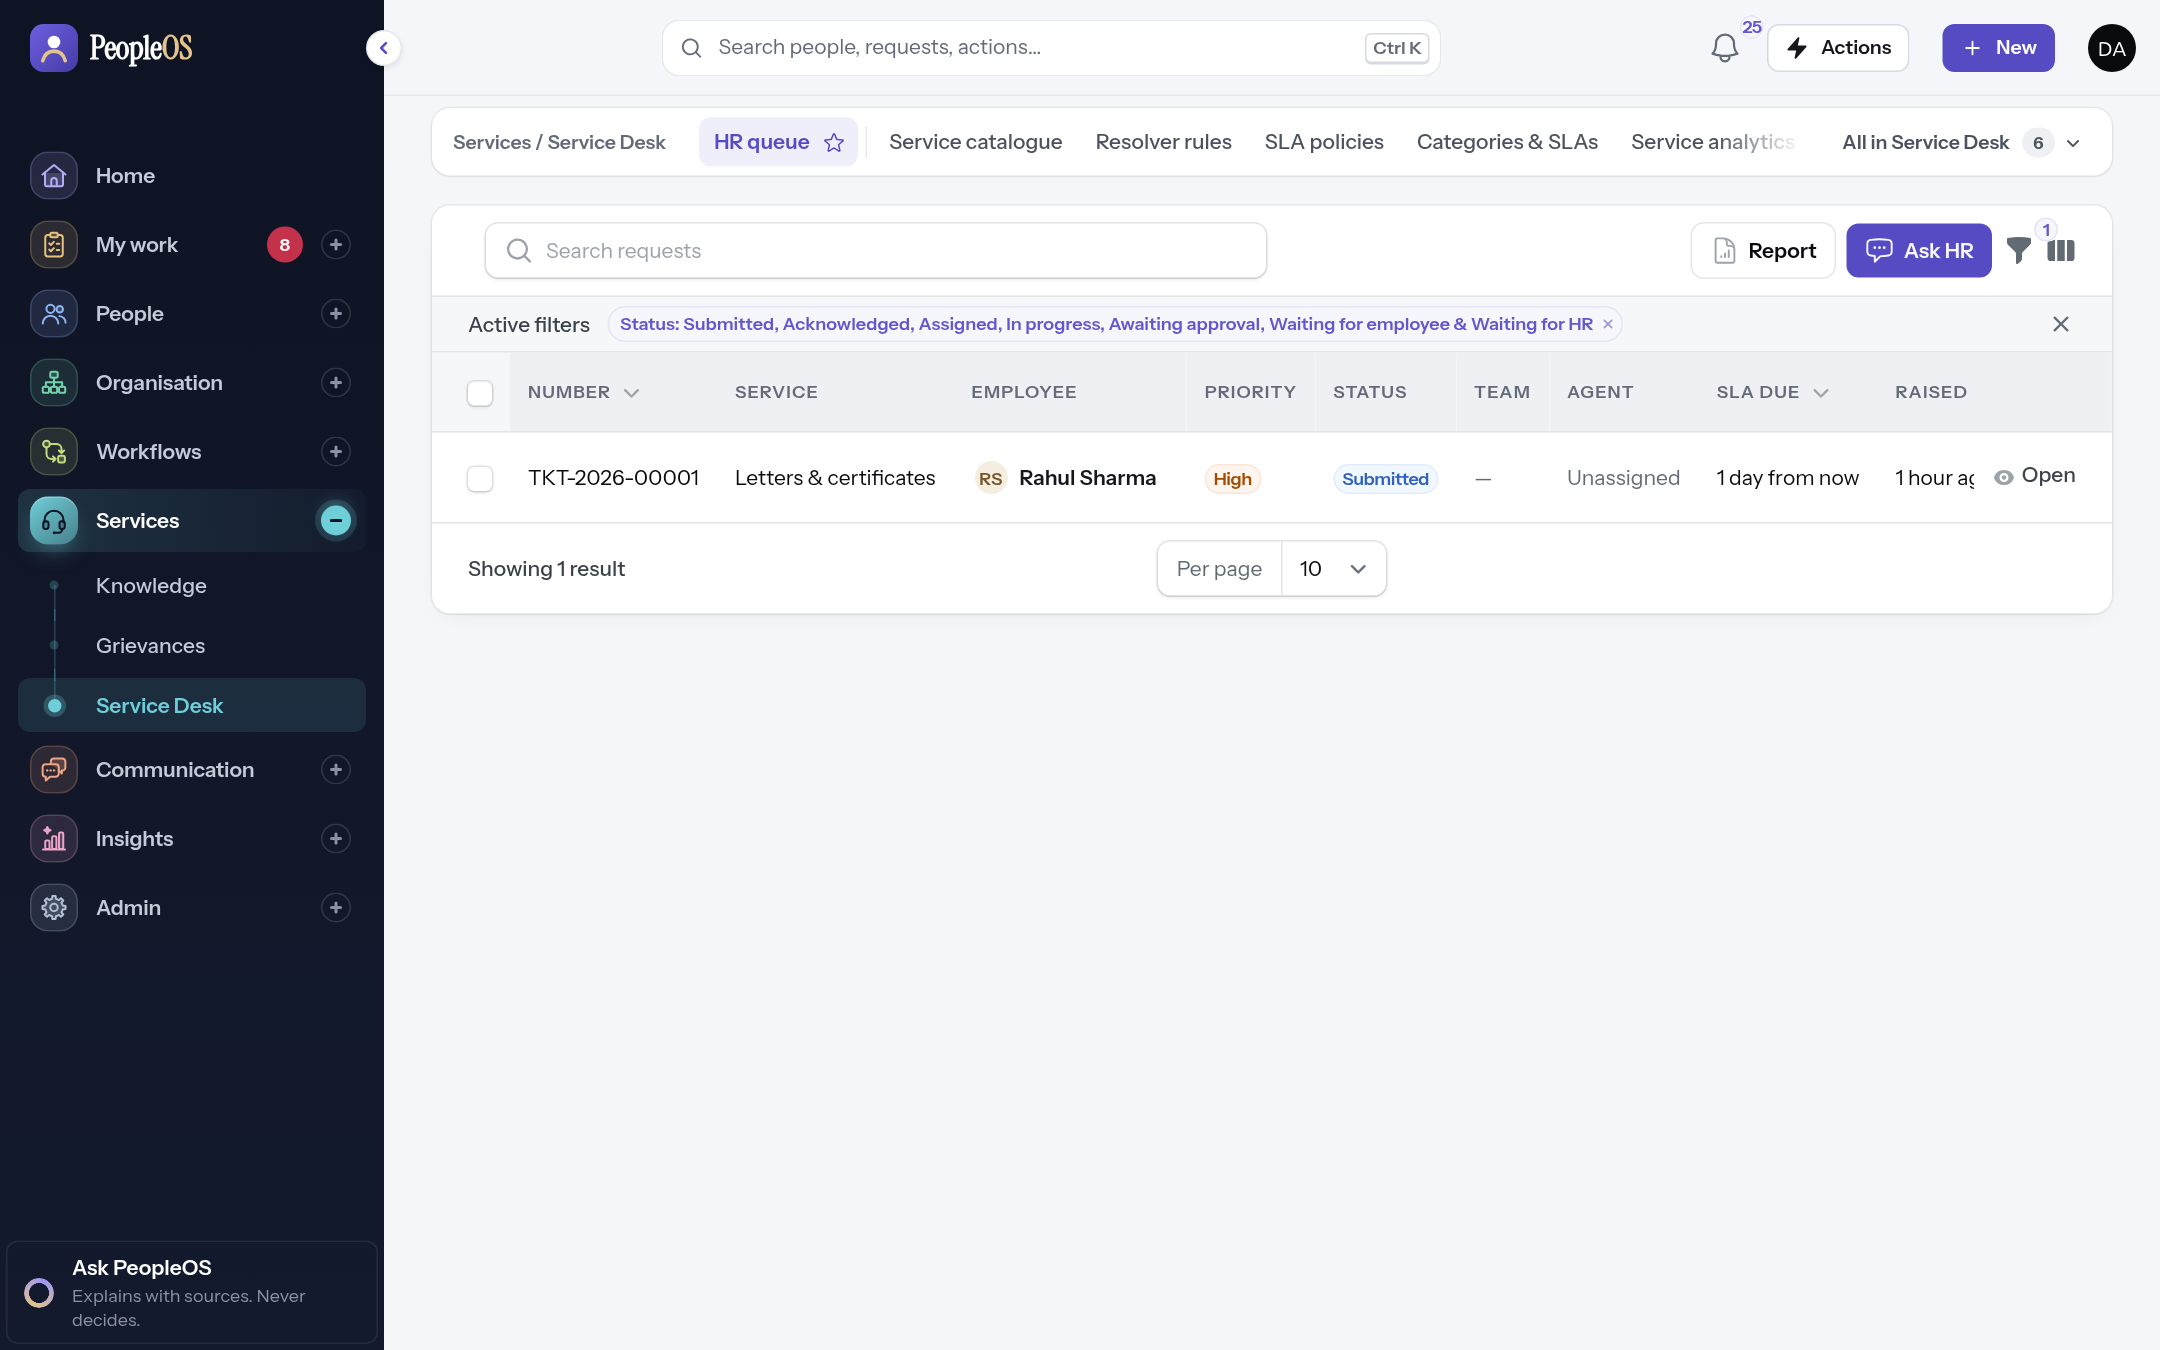 PeopleOS
Search people, requests, actions...
Ctrl K
25
Actions
New
DA
Home
My work
8
People
Organisation
Workflows
Services
Knowledge
Grievances
Service Desk
Communication
Insights
Admin
Ask PeopleOS
Explains with sources. Never
decides.
Services / Service Desk
HR queue
Service catalogue
Resolver rules
SLA policies
Categories & SLAs
Service analytics
All in Service Desk
6
Search requests
Report
Ask HR
1
Active filters
Status: Submitted, Acknowledged, Assigned, In progress, Awaiting approval, Waiting for employee & Waiting for HR
NUMBER SERVICE EMPLOYEE PRIORITY STATUS TEAM AGENT SLA DUE RAISED
TKT-2026-00001 Letters & certificates RS Rahul Sharma High Submitted — Unassigned 1 day from now 1 hour ag Open
Showing 1 result
Per page
10